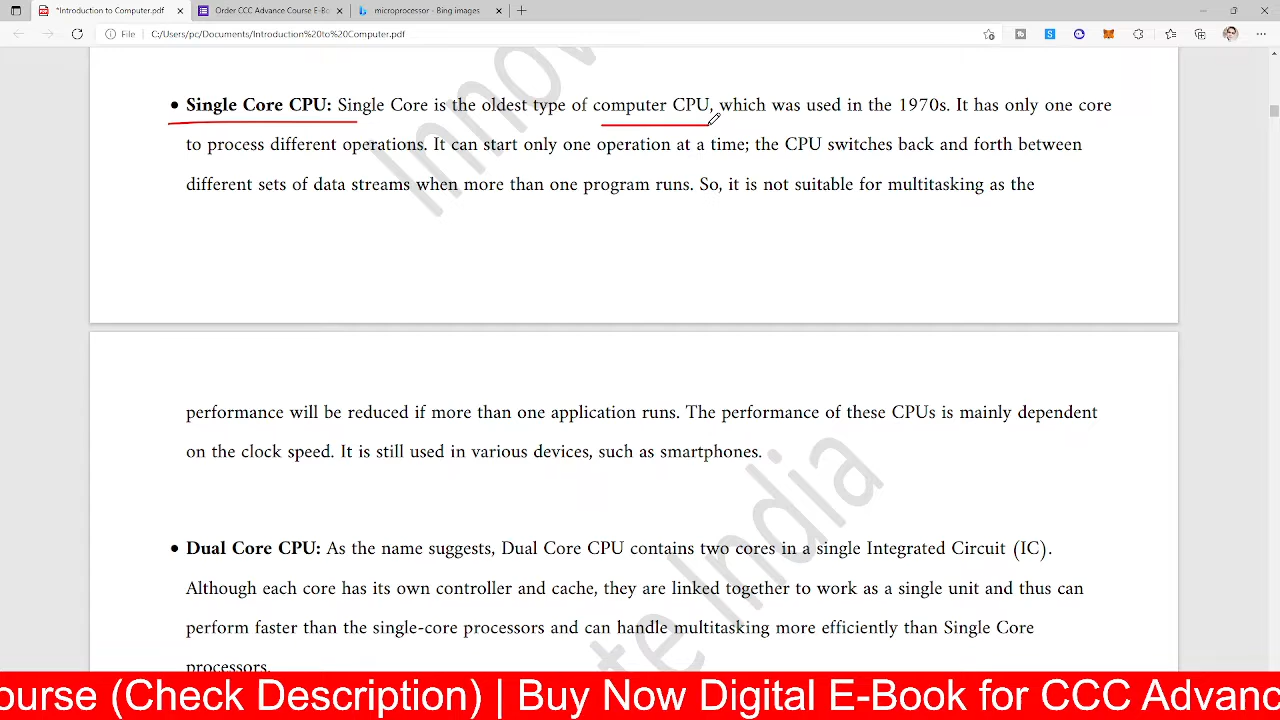 *Introduction to Computer.pdf
Order CCC Advance Course E-Bo
microprocessor - Bing images
File
C:/Users/pc/Documents/Introduction%20to%20Computer.pdf
• Single Core CPU: Single Core is the oldest type of computer CPU, which was used in the 1970s. It has only one core
to process different operations. It can start only one operation at a time; the CPU switches back and forth between
different sets of data streams when more than one program runs. So, it is not suitable for multitasking as the
Innov
performance will be reduced if more than one application runs. The performance of these CPUs is mainly dependent
on the clock speed. It is still used in various devices, such as smartphones.
• Dual Core CPU: As the name suggests, Dual Core CPU contains two cores in a single Integrated Circuit (IC).
Although each core has its own controller and cache, they are linked together to work as a single unit and thus can
perform faster than the single-core processors and can handle multitasking more efficiently than Single Core
processors.
te India
ourse (Check Description) | Buy Now Digital E-Book for CCC Advanc